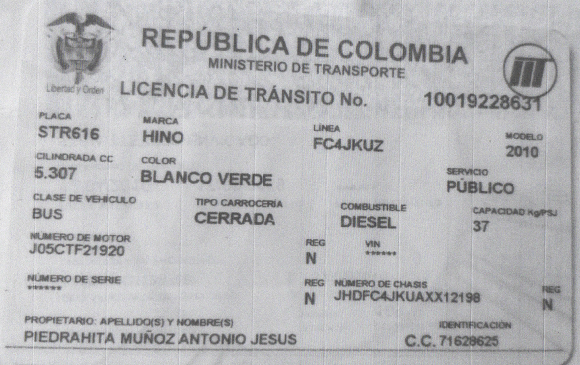 REPÚBLICA DE COLOMBIA
MINISTERIO DE TRANSPORTE
Libertad y Orden
LICENCIA DE TRÁNSITO No. 10019228631
PLACA MARCA LÍNEA MODELO
STR616 HINO FC4JKUZ 2010
CILINDRADA CC COLOR SERVICIO
5.307 BLANCO VERDE PÚBLICO
CLASE DE VEHÍCULO TIPO CARROCERÍA COMBUSTIBLE CAPACIDAD Kg/PSJ
BUS CERRADA DIESEL 37
NÚMERO DE MOTOR REG VIN
J05CTF21920 N ******
NÚMERO DE SERIE REG NÚMERO DE CHASIS REG
****** N JHDFC4JKUAXX12198 N
PROPIETARIO: APELLIDO(S) Y NOMBRE(S) IDENTIFICACIÓN
PIEDRAHITA MUÑOZ ANTONIO JESUS C.C. 71628625